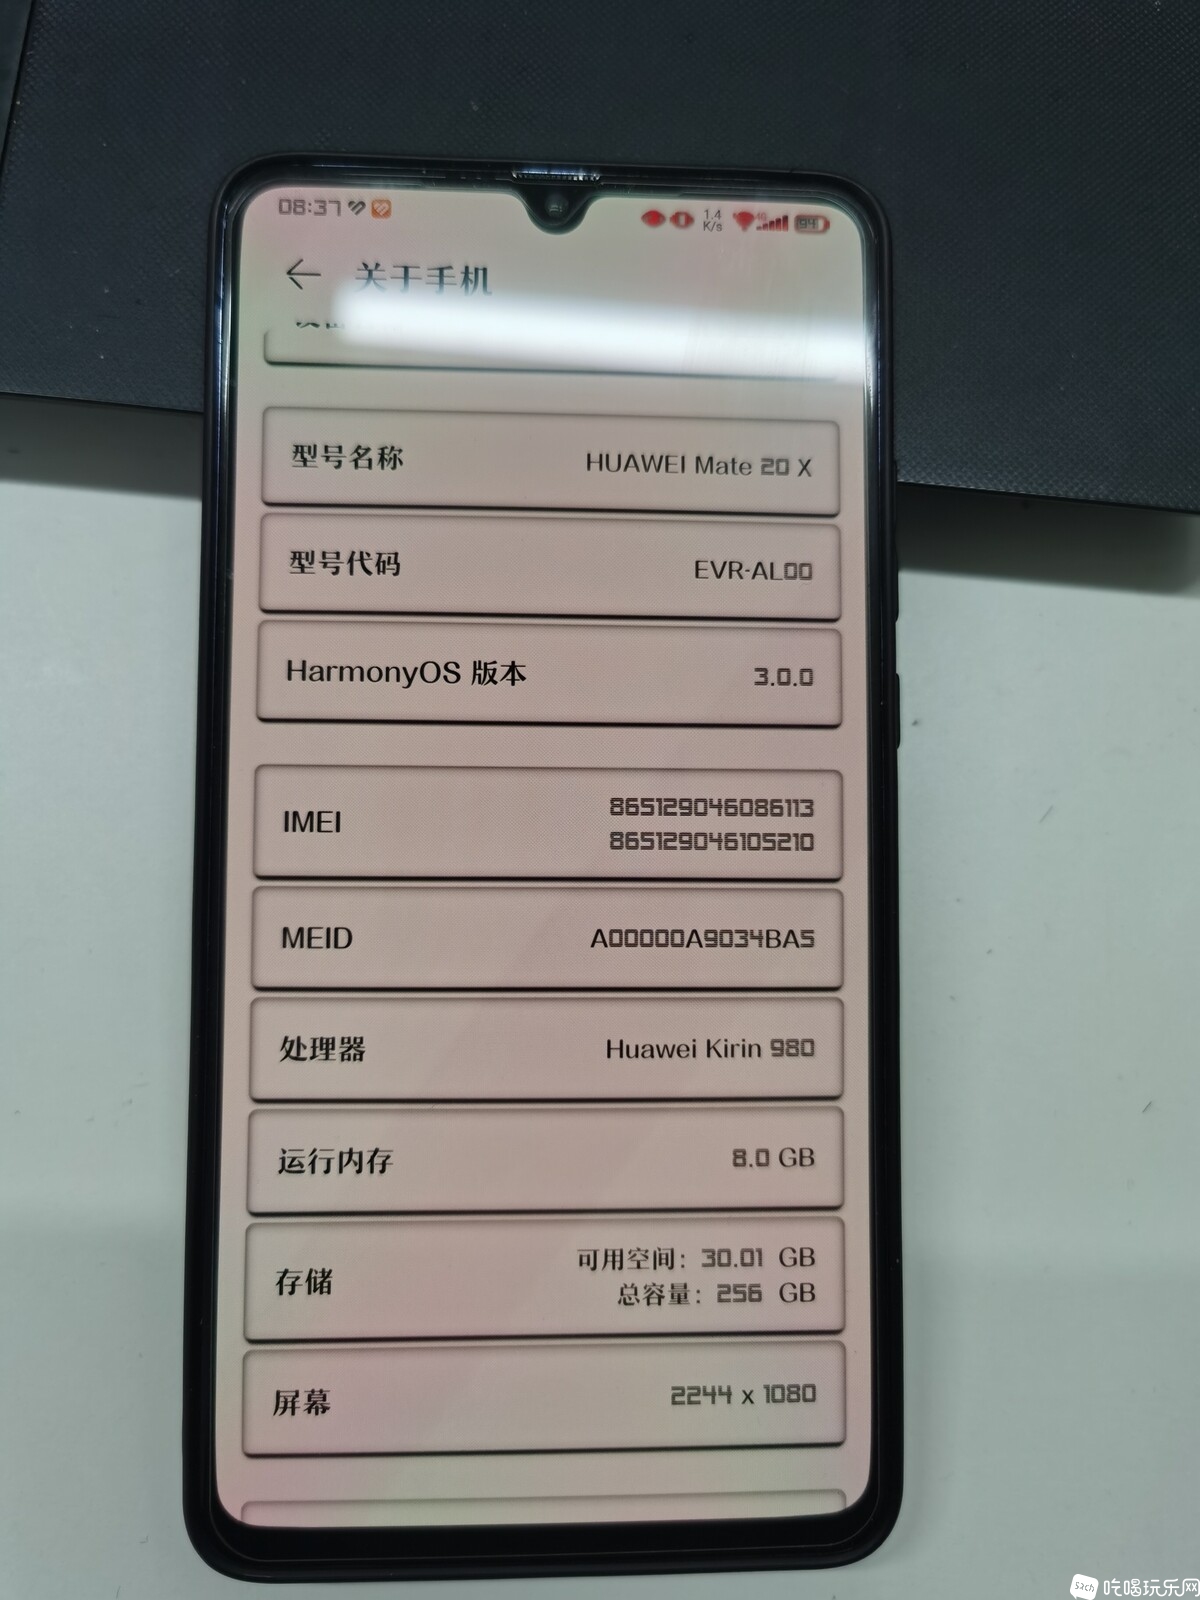 08:37
1.4
K/s
4G
94
关于手机
型号名称 HUAWEI Mate 20 X
型号代码 EVR-AL00
HarmonyOS 版本 3.0.0
IMEI 865129046086113
865129046105210
MEID A00000A9034BA5
处理器 Huawei Kirin 980
运行内存 8.0 GB
存储 可用空间：30.01 GB
总容量：256 GB
屏幕 2244 x 1080
52ch 吃喝玩乐网